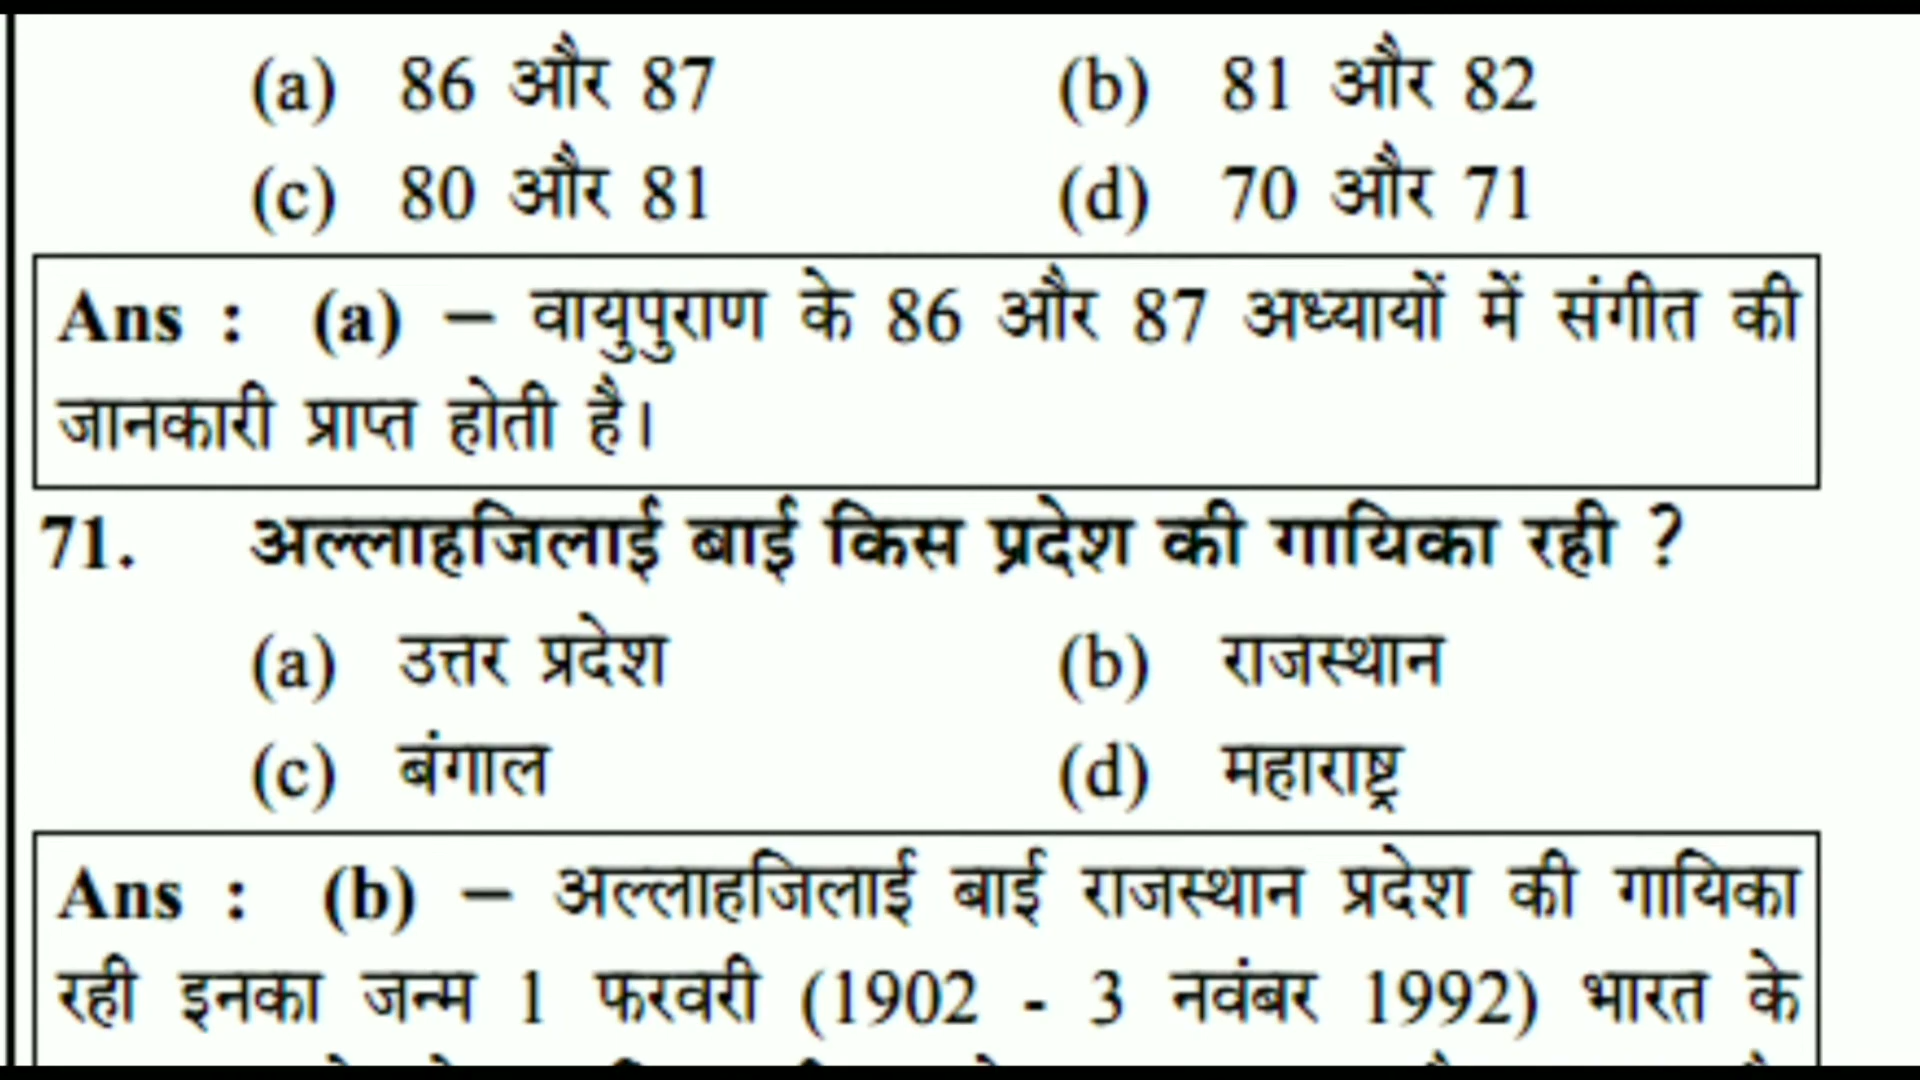 (a) 86 और 87 (b) 81 और 82
(c) 80 और 81 (d) 70 और 71
Ans : (a) – वायुपुराण के 86 और 87 अध्यायों में संगीत की
जानकारी प्राप्त होती है।
71. अल्लाहजिलाई बाई किस प्रदेश की गायिका रही ?
(a) उत्तर प्रदेश (b) राजस्थान
(c) बंगाल (d) महाराष्ट्र
Ans : (b) – अल्लाहजिलाई बाई राजस्थान प्रदेश की गायिका
रही इनका जन्म 1 फरवरी (1902 - 3 नवंबर 1992) भारत के